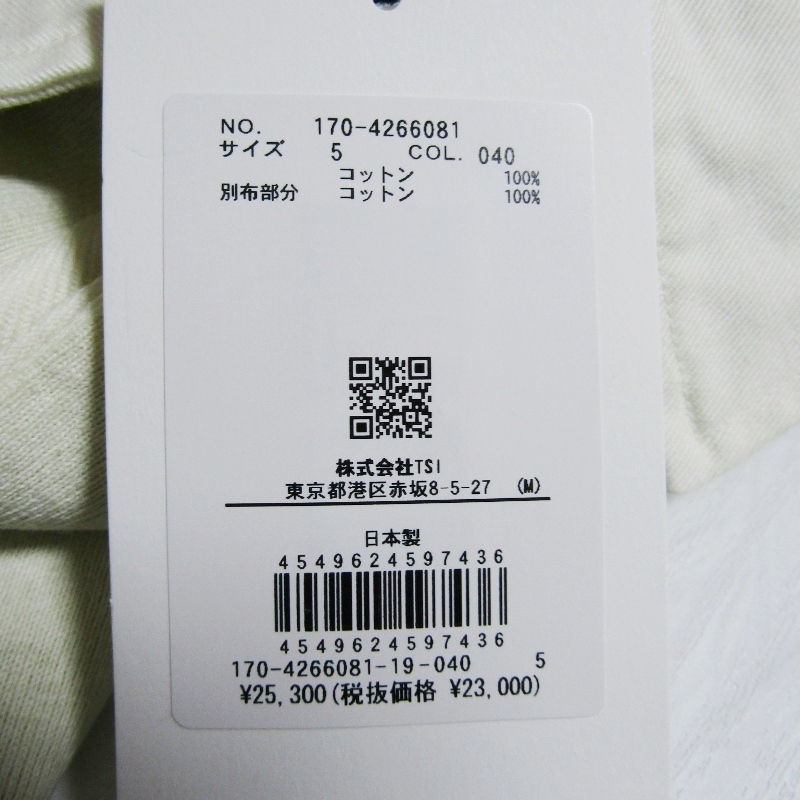 NO. 170-4266081
サイズ 5 COL. 040
コットン 100%
別布部分 コットン 100%
株式会社TSI
東京都港区赤坂8-5-27 (M)
日本製
4549624597436
4549624597436
170-4266081-19-040 5
¥25,300(税抜価格 ¥23,000)